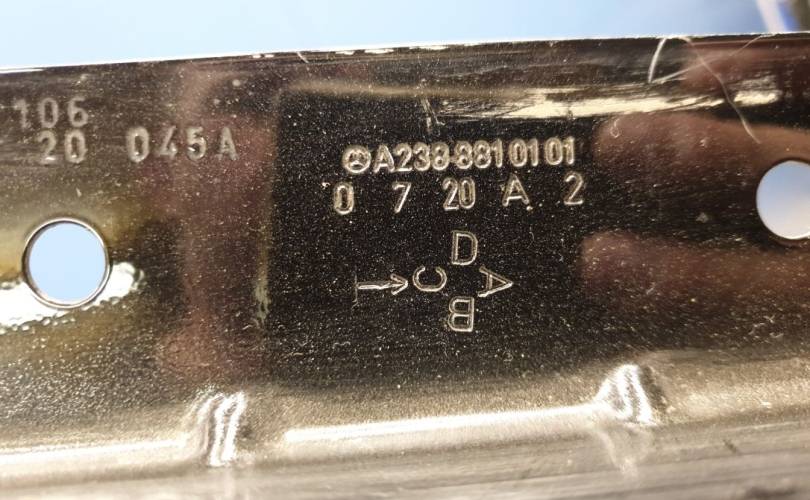 106
20 045A
A238 881 01 01
0 7 20 A 2
D
I → C A
B